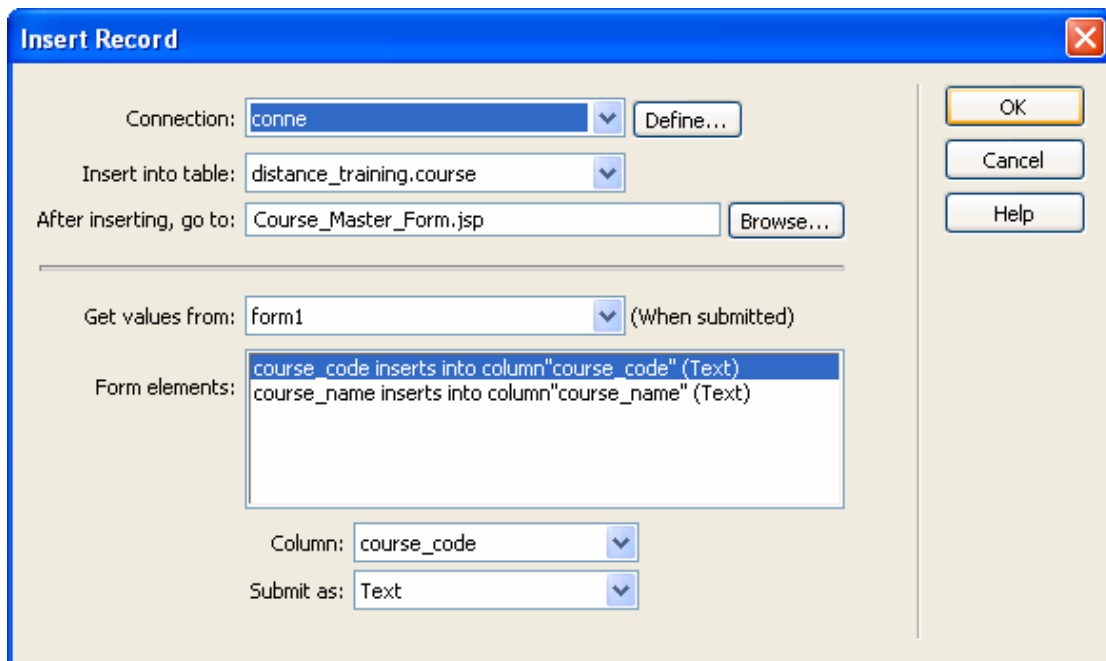 Insert Record
Connection: conne Define... OK
Insert into table: distance_training.course Cancel
After inserting, go to: Course_Master_Form.jsp Browse... Help
Get values from: form1 (When submitted)
Form elements: course_code inserts into column"course_code" (Text)
course_name inserts into column"course_name" (Text)
Column: course_code
Submit as: Text